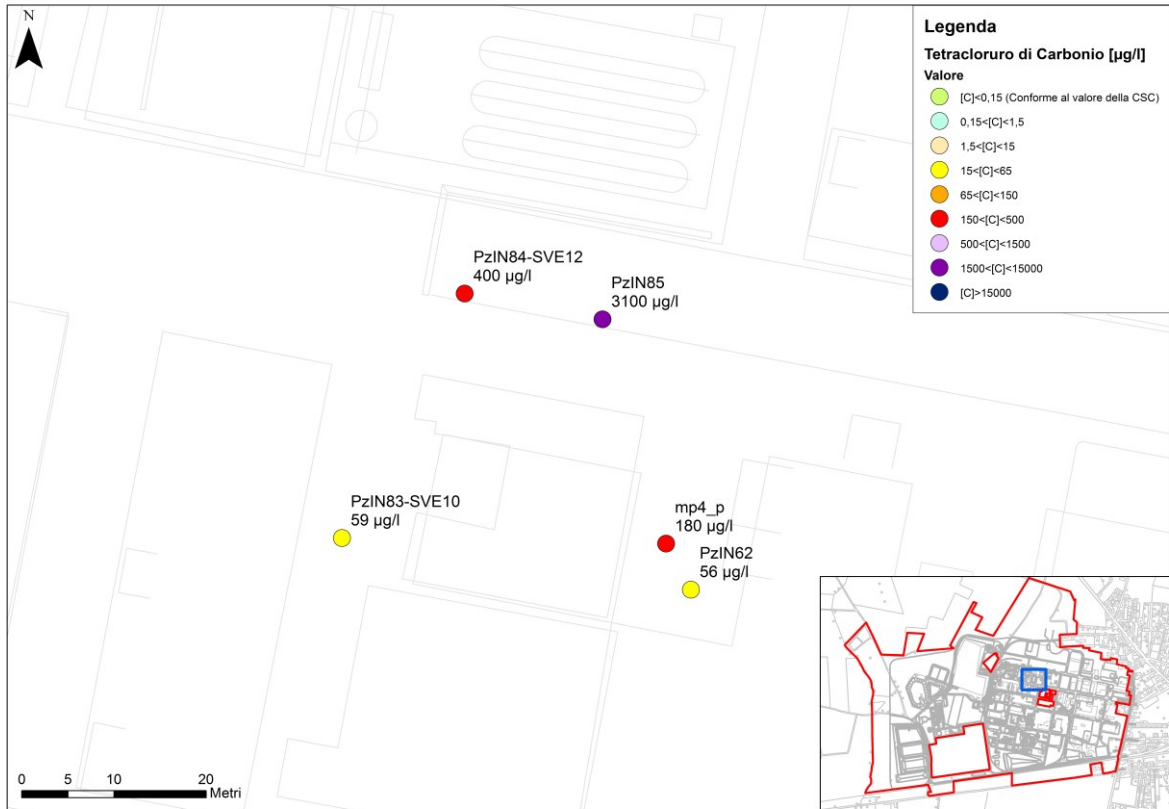 N
Legenda
Tetracloruro di Carbonio [µg/l]
Valore
[C]<0,15 (Conforme al valore della CSC)
0,15<[C]<1,5
1,5<[C]<15
15<[C]<65
65<[C]<150
150<[C]<500
500<[C]<1500
1500<[C]<15000
[C]>15000
PzIN84-SVE12
400 µg/l
PzIN85
3100 µg/l
PzIN83-SVE10
59 µg/l
mp4_p
180 µg/l
PzIN62
56 µg/l
0 5 10 20
Metri